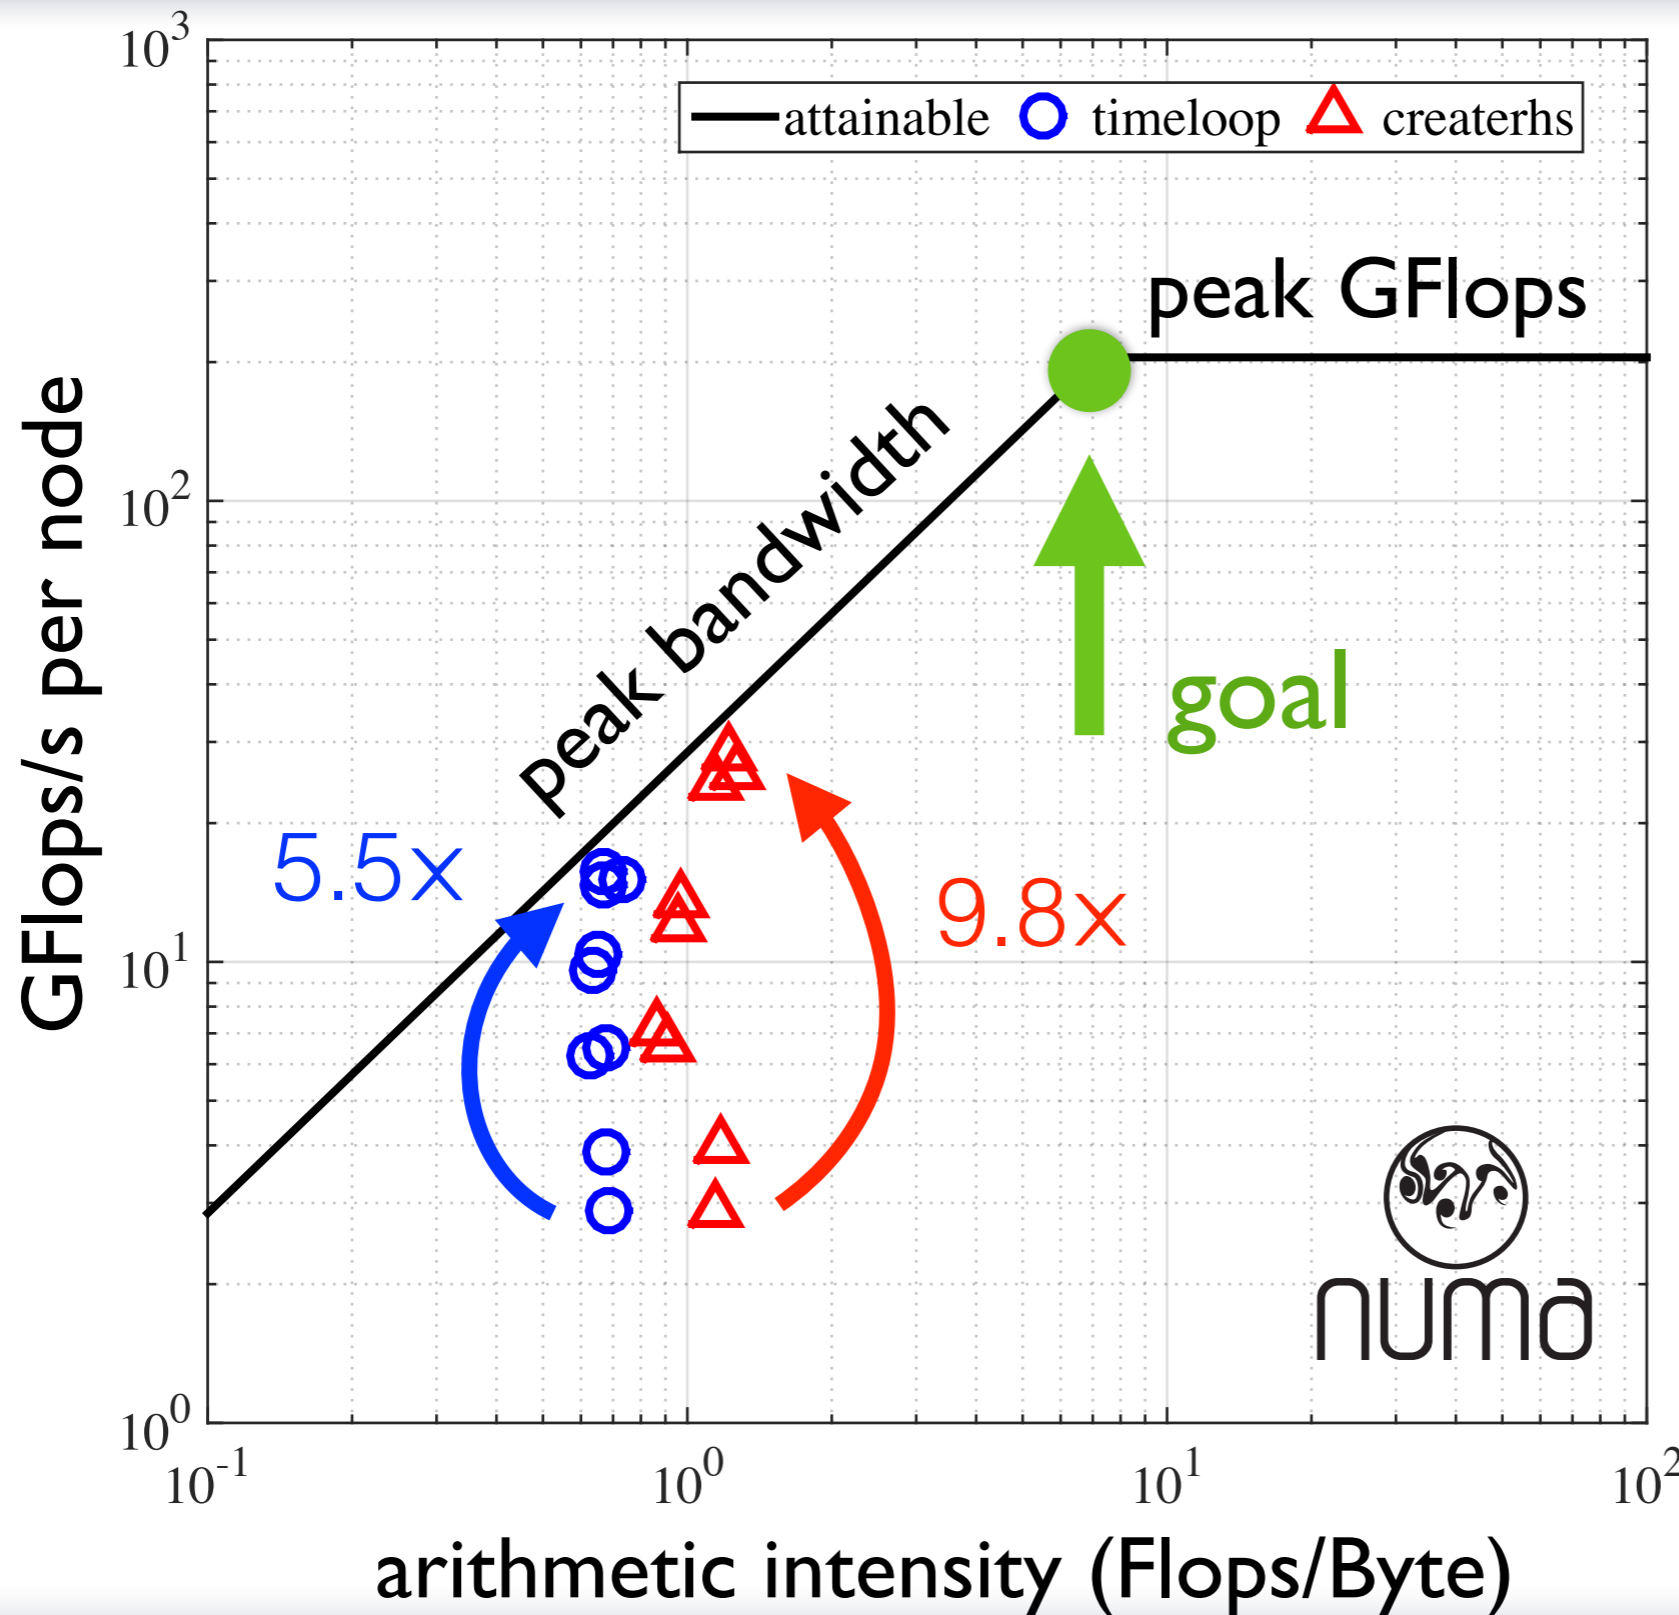 10³
attainable timeloop createrhs
peak GFlops
peak bandwidth
10²
goal
GFlops/s per node
5.5x
9.8x
10¹
numa
10⁰
10⁻¹ 10⁰ 10¹ 10²
arithmetic intensity (Flops/Byte)